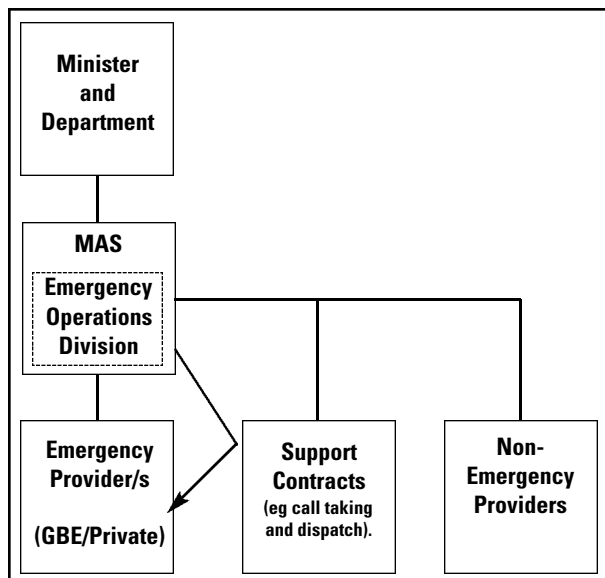 Minister
and
Department
MAS
Emergency
Operations
Division
Emergency
Provider/s
(GBE/Private)
Support
Contracts
(eg call taking
and dispatch).
Non-
Emergency
Providers